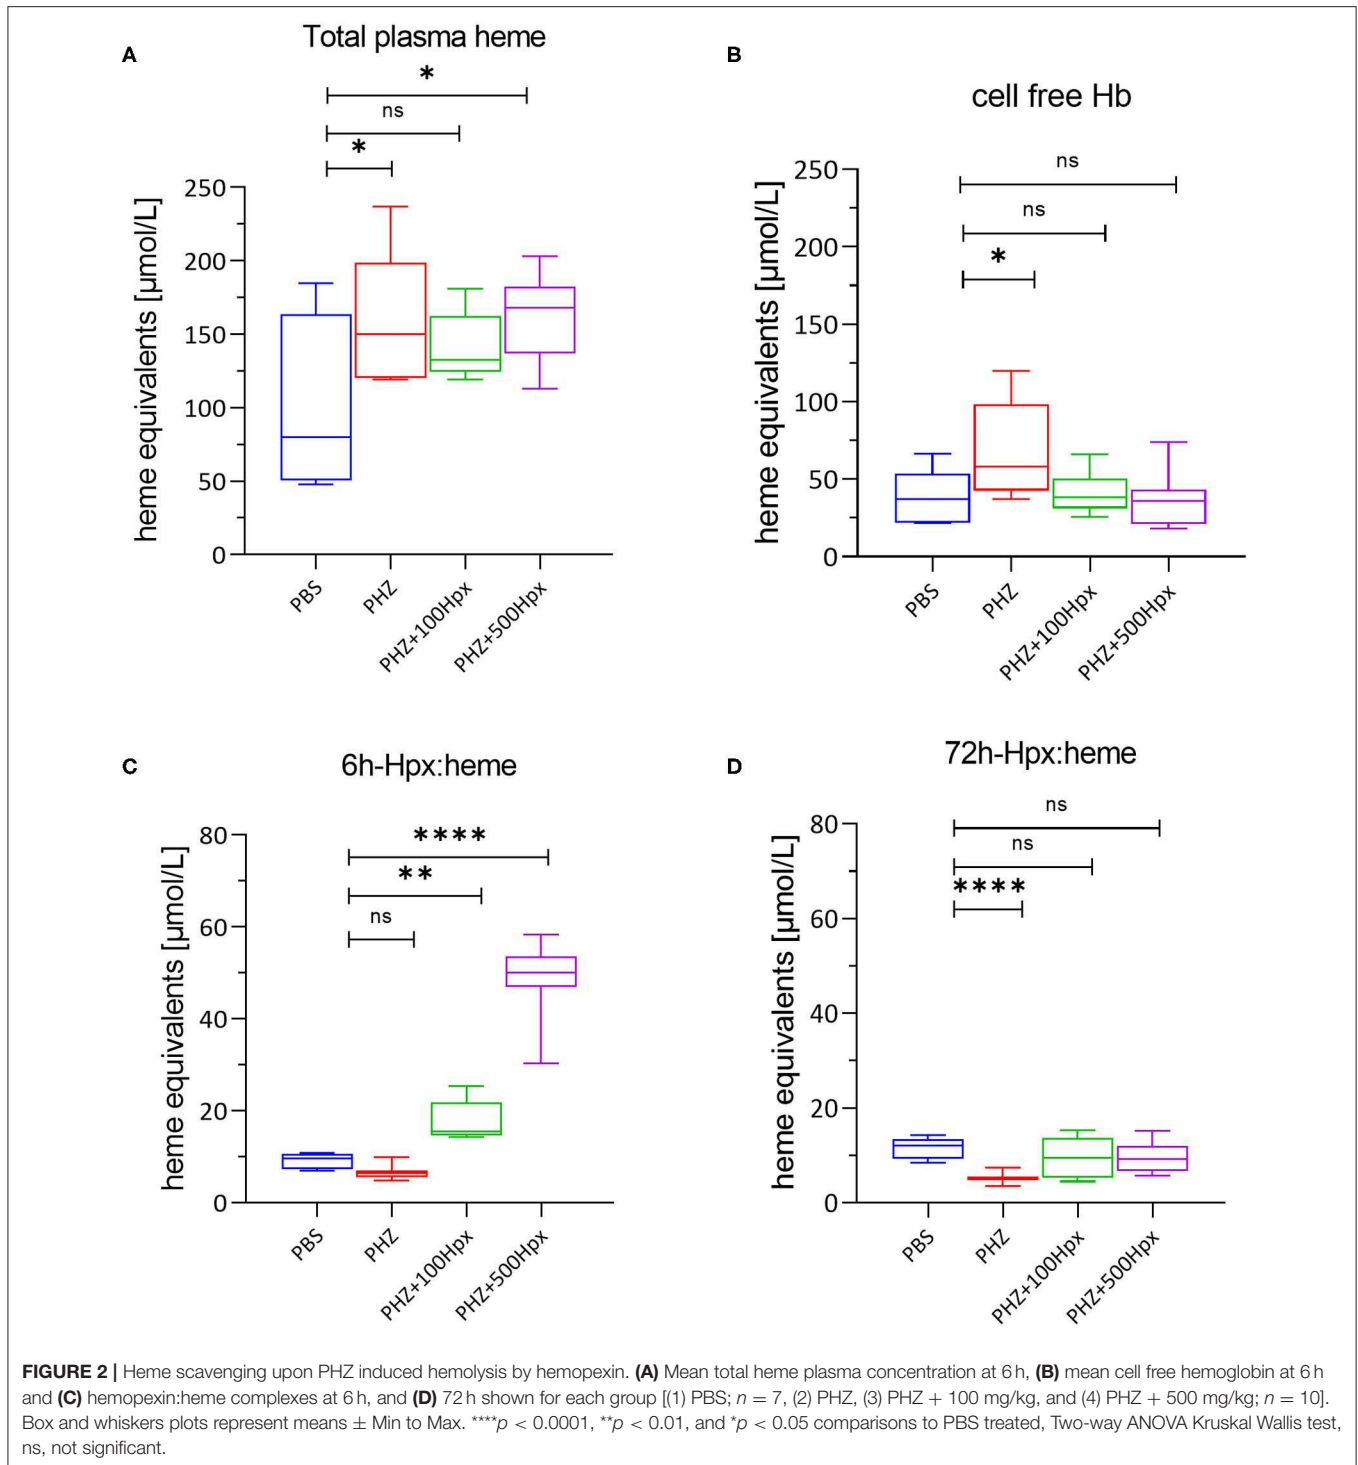 A
Total plasma heme
*
ns
*
250
200
150
100
50
0
heme equivalents [µmol/L]
PBS
PHZ
PHZ+100Hpx
PHZ+500Hpx
B
cell free Hb
ns
ns
*
250
200
150
100
50
0
heme equivalents [µmol/L]
PBS
PHZ
PHZ+100Hpx
PHZ+500Hpx
C
6h-Hpx:heme
****
**
ns
80
60
40
20
0
heme equivalents [µmol/L]
PBS
PHZ
PHZ+100Hpx
PHZ+500Hpx
D
72h-Hpx:heme
ns
ns
****
80
60
40
20
0
heme equivalents [µmol/L]
PBS
PHZ
PHZ+100Hpx
PHZ+500Hpx
FIGURE 2 | Heme scavenging upon PHZ induced hemolysis by hemopexin. (A) Mean total heme plasma concentration at 6 h, (B) mean cell free hemoglobin at 6 h
and (C) hemopexin:heme complexes at 6 h, and (D) 72 h shown for each group [(1) PBS; n = 7, (2) PHZ, (3) PHZ + 100 mg/kg, and (4) PHZ + 500 mg/kg; n = 10].
Box and whiskers plots represent means ± Min to Max. ****p < 0.0001, **p < 0.01, and *p < 0.05 comparisons to PBS treated, Two-way ANOVA Kruskal Wallis test,
ns, not significant.